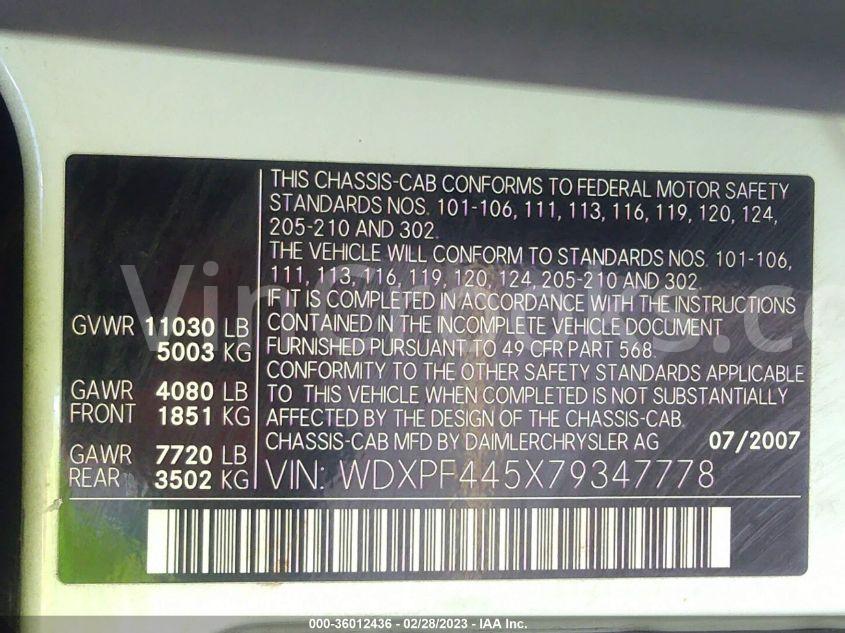 THIS CHASSIS-CAB CONFORMS TO FEDERAL MOTOR SAFETY
STANDARDS NOS. 101-106, 111, 113, 116, 119, 120, 124,
205-210 AND 302.
THE VEHICLE WILL CONFORM TO STANDARDS NOS. 101-106,
111, 113, 116, 119, 120, 124, 205-210 AND 302.
IF IT IS COMPLETED IN ACCORDANCE WITH THE INSTRUCTIONS
CONTAINED IN THE INCOMPLETE VEHICLE DOCUMENT
FURNISHED PURSUANT TO 49 CFR PART 568.
CONFORMITY TO THE OTHER SAFETY STANDARDS APPLICABLE
TO THIS VEHICLE WHEN COMPLETED IS NOT SUBSTANTIALLY
AFFECTED BY THE DESIGN OF THE CHASSIS-CAB.
CHASSIS-CAB MFD BY DAIMLERCHRYSLER AG 07/2007
GVWR 11030 LB
5003 KG
GAWR 4080 LB
FRONT 1851 KG
GAWR 7720 LB
REAR 3502 KG
VIN: WDXPF445X79347778
000-36012436 - 02/28/2023 - IAA Inc.